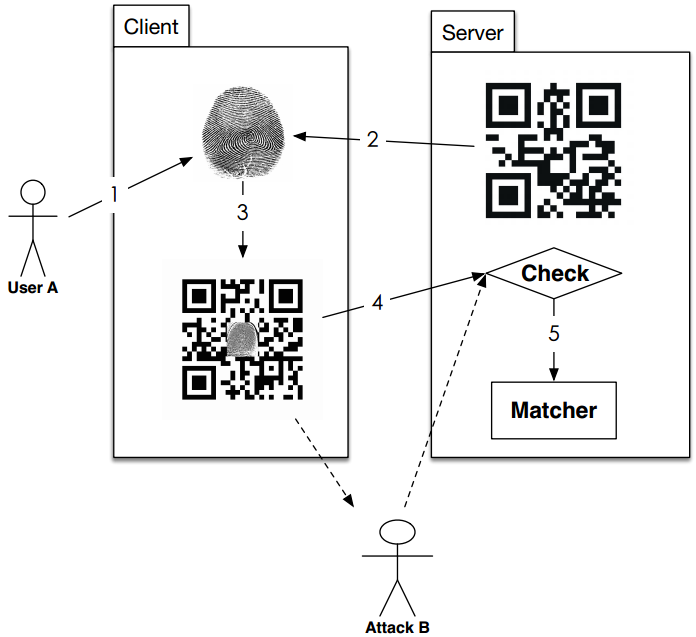 Client
Server
2
1
3
User A
Check
4
5
Matcher
Attack B